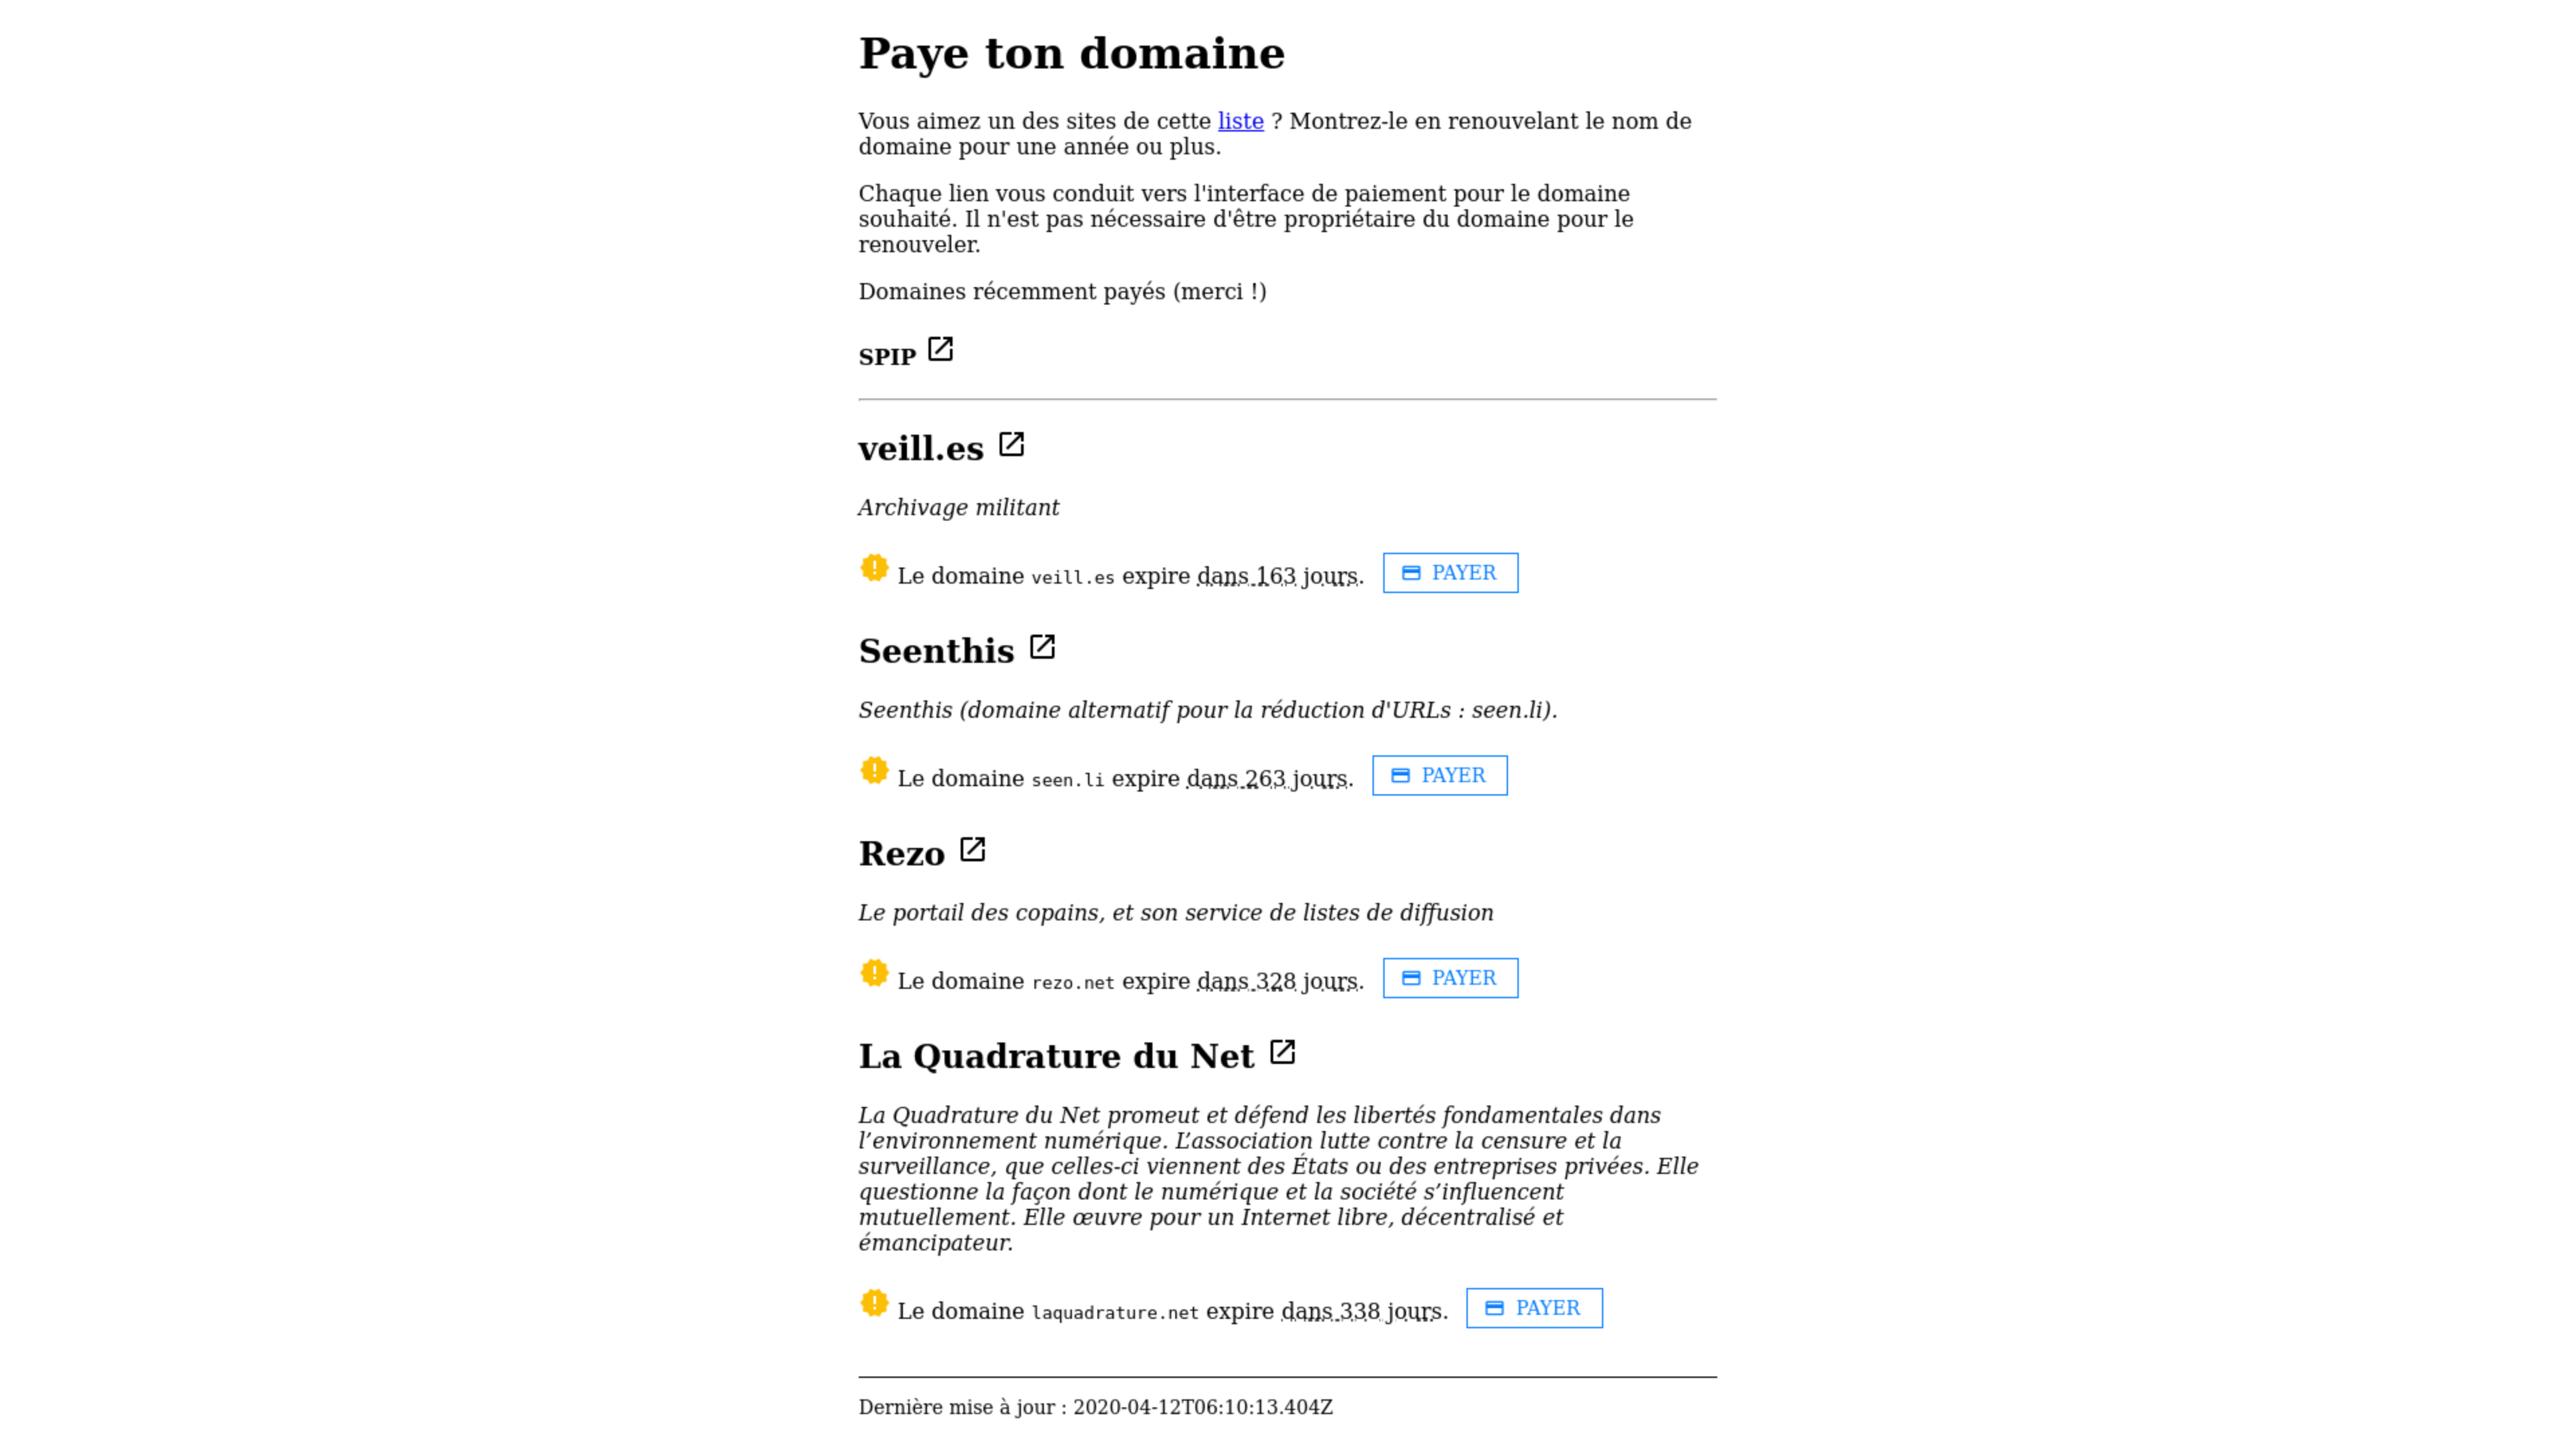 Paye ton domaine
Vous aimez un des sites de cette liste ? Montrez-le en renouvelant le nom de
domaine pour une année ou plus.
Chaque lien vous conduit vers l'interface de paiement pour le domaine
souhaité. Il n'est pas nécessaire d'être propriétaire du domaine pour le
renouveler.
Domaines récemment payés (merci !)
SPIP
veill.es
Archivage militant
Le domaine veill.es expire dans 163 jours. PAYER
Seenthis
Seenthis (domaine alternatif pour la réduction d'URLs : seen.li).
Le domaine seen.li expire dans 263 jours. PAYER
Rezo
Le portail des copains, et son service de listes de diffusion
Le domaine rezo.net expire dans 328 jours. PAYER
La Quadrature du Net
La Quadrature du Net promeut et défend les libertés fondamentales dans
l’environnement numérique. L’association lutte contre la censure et la
surveillance, que celles-ci viennent des États ou des entreprises privées. Elle
questionne la façon dont le numérique et la société s’influencent
mutuellement. Elle œuvre pour un Internet libre, décentralisé et
émancipateur.
Le domaine laquadrature.net expire dans 338 jours. PAYER
Dernière mise à jour : 2020-04-12T06:10:13.404Z